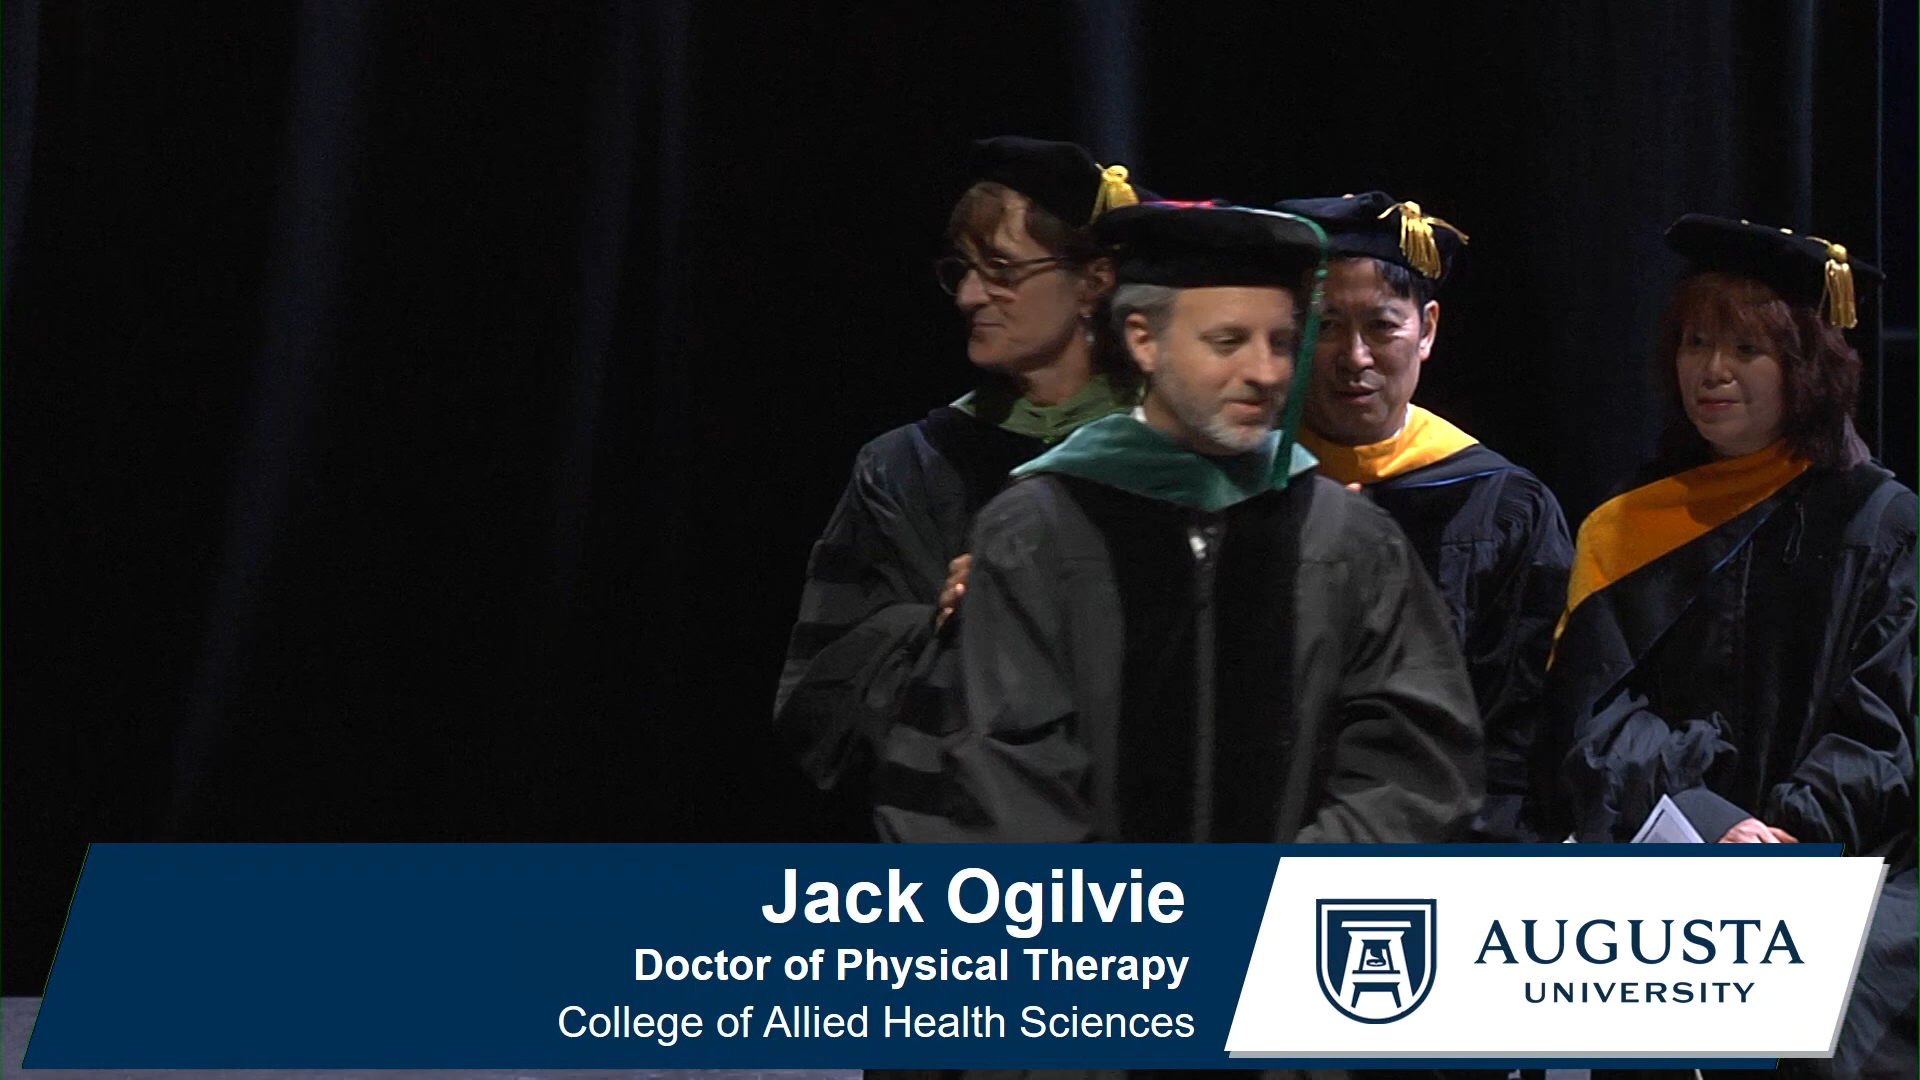 Jack Ogilvie
Doctor of Physical Therapy
College of Allied Health Sciences
AUGUSTA
UNIVERSITY